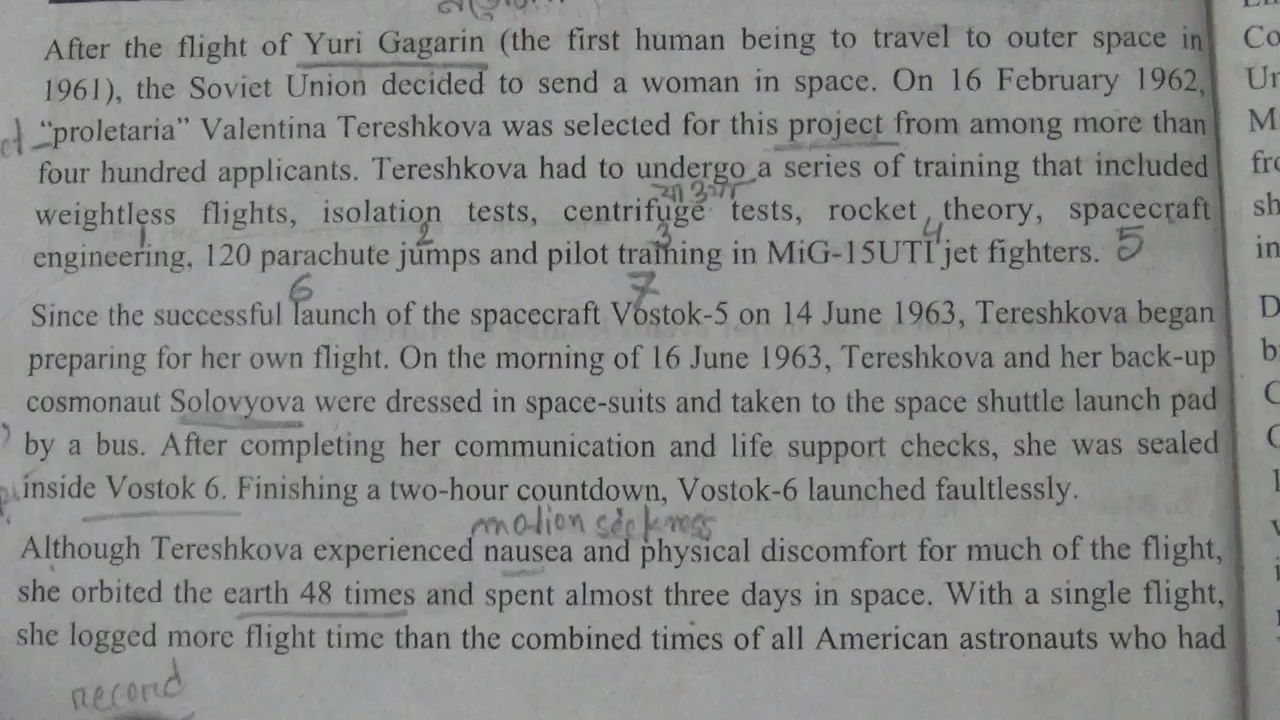 After the flight of Yuri Gagarin (the first human being to travel to outer space in
1961), the Soviet Union decided to send a woman in space. On 16 February 1962,
“proletaria” Valentina Tereshkova was selected for this project from among more than
four hundred applicants. Tereshkova had to undergo a series of training that included
weightless flights, isolation tests, centrifuge tests, rocket theory, spacecraft
1 2 3 4 5
engineering, 120 parachute jumps and pilot training in MiG-15UTI jet fighters.
6 7
Since the successful launch of the spacecraft Vostok-5 on 14 June 1963, Tereshkova began
preparing for her own flight. On the morning of 16 June 1963, Tereshkova and her back-up
cosmonaut Solovyova were dressed in space-suits and taken to the space shuttle launch pad
by a bus. After completing her communication and life support checks, she was sealed
inside Vostok 6. Finishing a two-hour countdown, Vostok-6 launched faultlessly.
Although Tereshkova experienced nausea and physical discomfort for much of the flight,
she orbited the earth 48 times and spent almost three days in space. With a single flight,
she logged more flight time than the combined times of all American astronauts who had
record